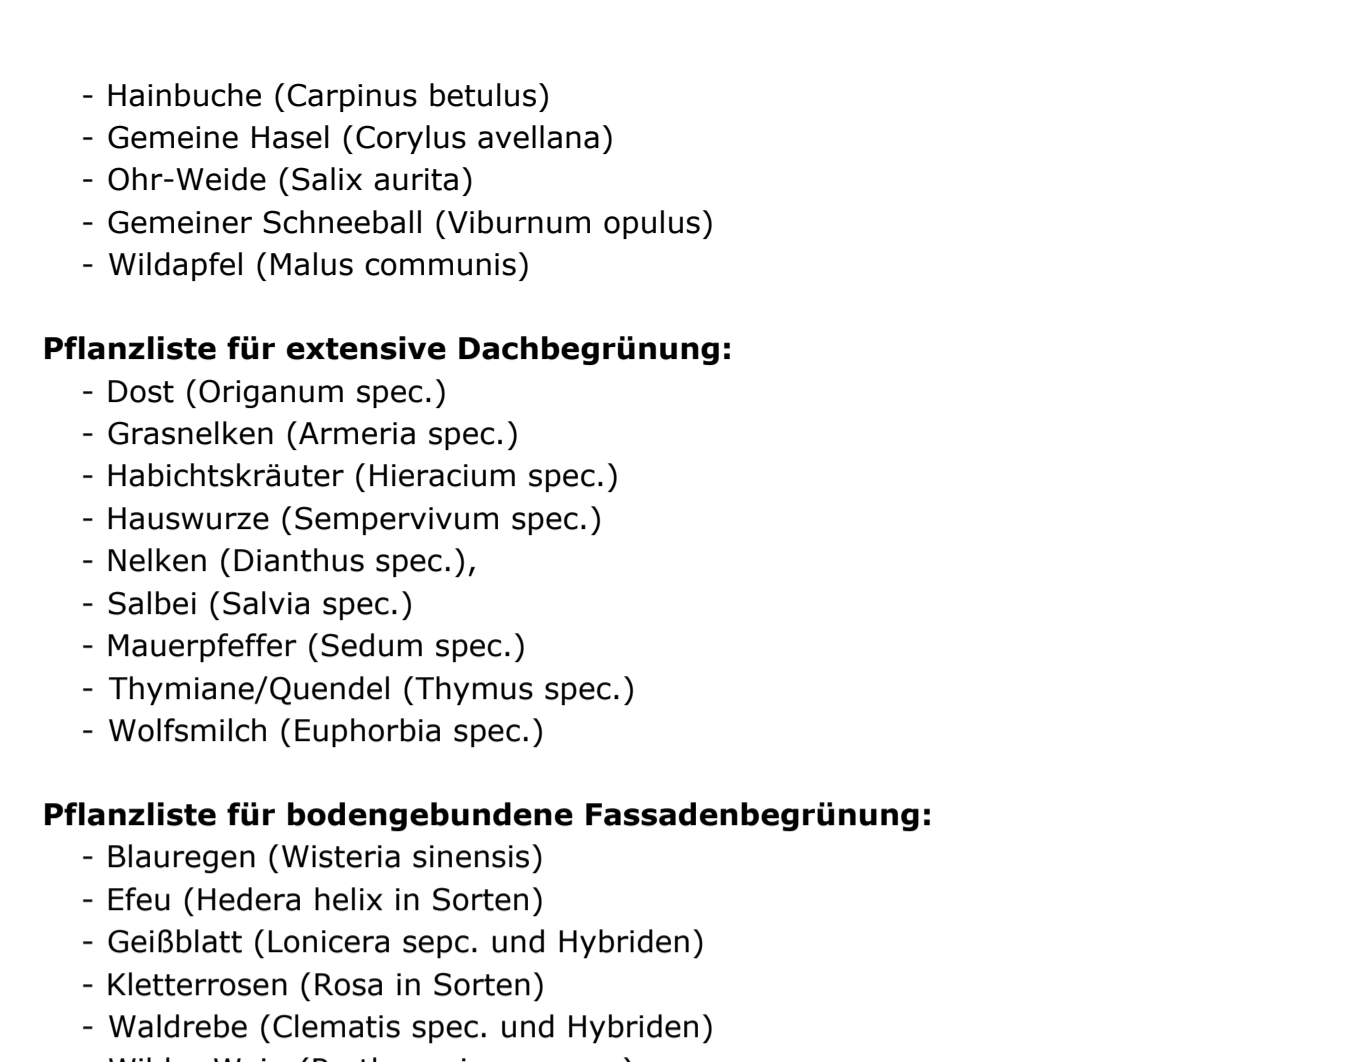 - Hainbuche (Carpinus betulus)
- Gemeine Hasel (Corylus avellana)
- Ohr-Weide (Salix aurita)
- Gemeiner Schneeball (Viburnum opulus)
- Wildapfel (Malus communis)
Pflanzliste für extensive Dachbegrünung:
- Dost (Origanum spec.)
- Grasnelken (Armeria spec.)
- Habichtskräuter (Hieracium spec.)
- Hauswurze (Sempervivum spec.)
- Nelken (Dianthus spec.),
- Salbei (Salvia spec.)
- Mauerpfeffer (Sedum spec.)
- Thymiane/Quendel (Thymus spec.)
- Wolfsmilch (Euphorbia spec.)
Pflanzliste für bodengebundene Fassadenbegrünung:
- Blauregen (Wisteria sinensis)
- Efeu (Hedera helix in Sorten)
- Geißblatt (Lonicera sepc. und Hybriden)
- Kletterrosen (Rosa in Sorten)
- Waldrebe (Clematis spec. und Hybriden)